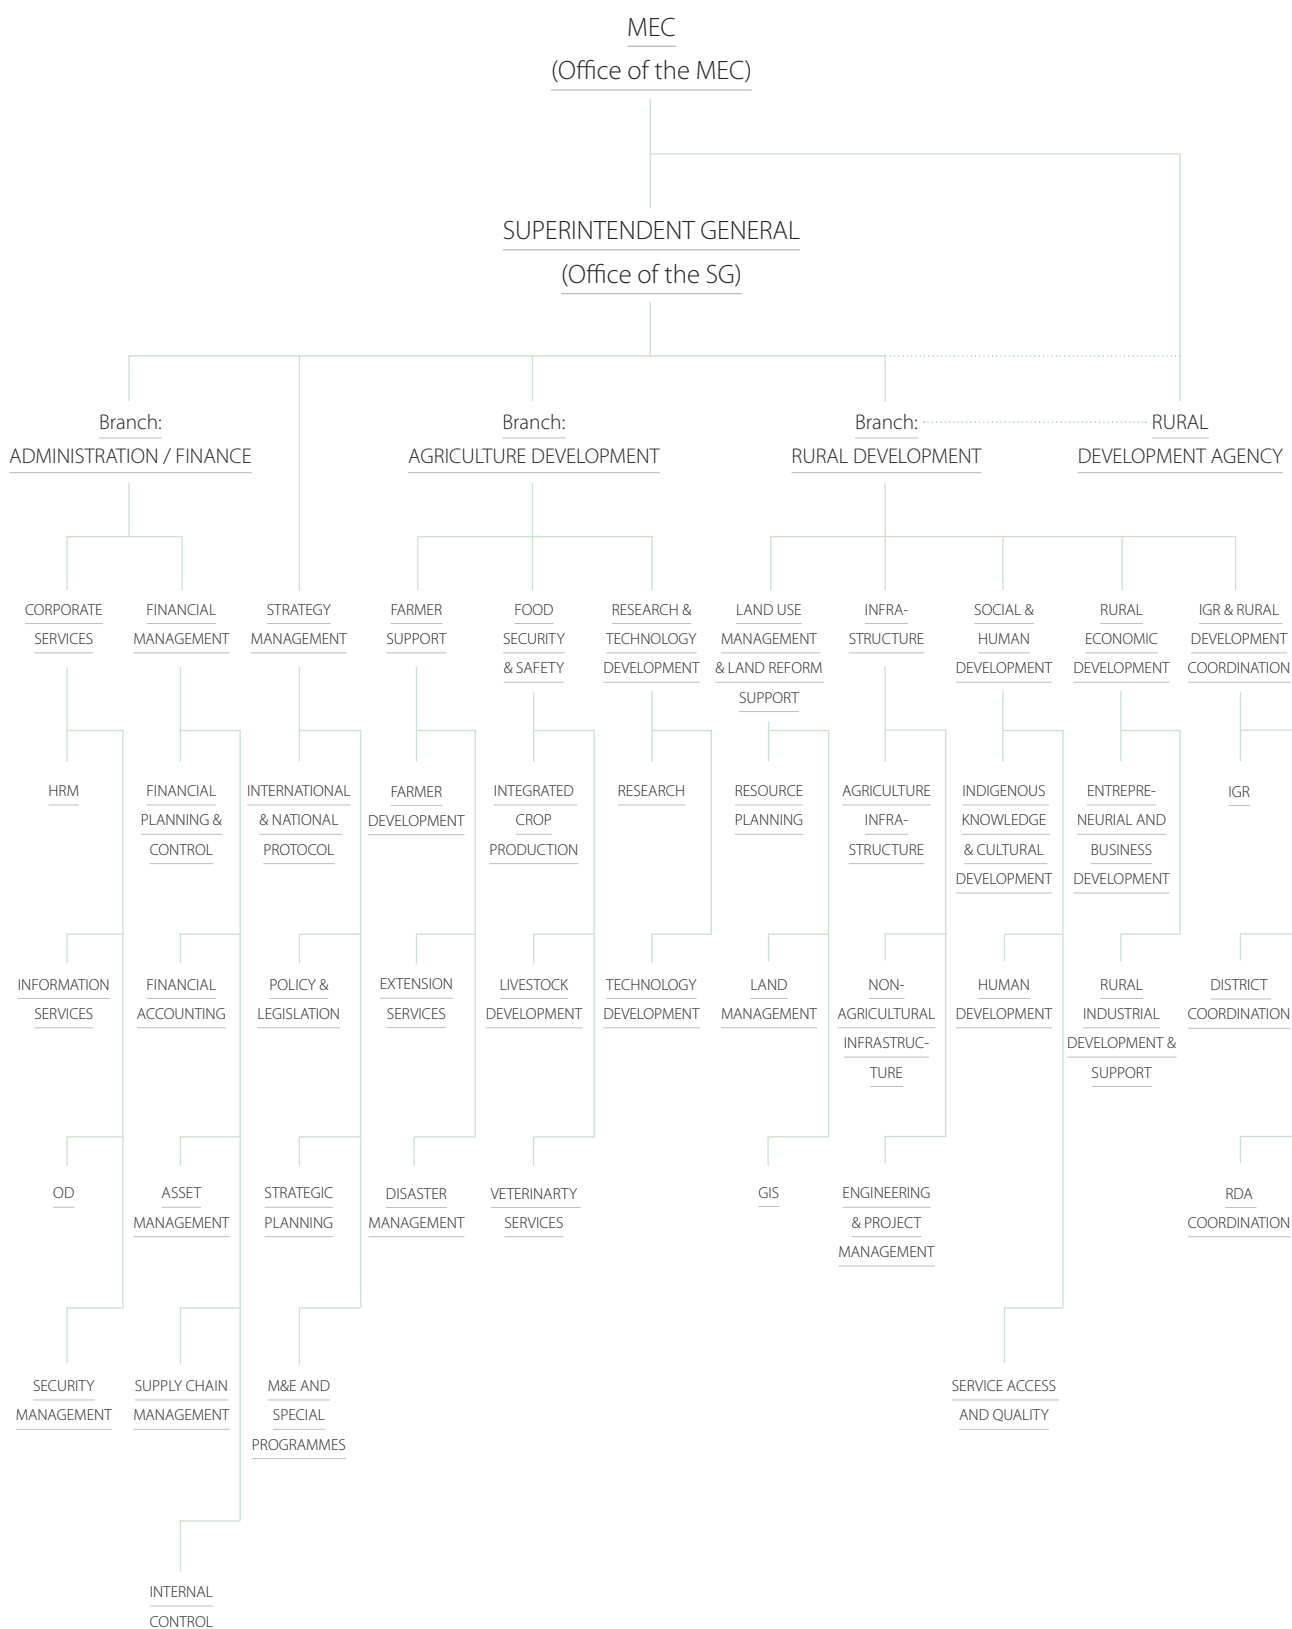 MEC
(Office of the MEC)
SUPERINTENDENT GENERAL
(Office of the SG)
Branch:
ADMINISTRATION / FINANCE
Branch:
AGRICULTURE DEVELOPMENT
Branch:
RURAL DEVELOPMENT
RURAL
DEVELOPMENT AGENCY
CORPORATE
SERVICES
FINANCIAL
MANAGEMENT
STRATEGY
MANAGEMENT
FARMER
SUPPORT
FOOD
SECURITY
& SAFETY
RESEARCH &
TECHNOLOGY
DEVELOPMENT
LAND USE
MANAGEMENT
& LAND REFORM
SUPPORT
INFRA-
STRUCTURE
SOCIAL &
HUMAN
DEVELOPMENT
RURAL
ECONOMIC
DEVELOPMENT
IGR & RURAL
DEVELOPMENT
COORDINATION
HRM
FINANCIAL
PLANNING &
CONTROL
INTERNATIONAL
& NATIONAL
PROTOCOL
FARMER
DEVELOPMENT
INTEGRATED
CROP
PRODUCTION
RESEARCH
RESOURCE
PLANNING
AGRICULTURE
INFRA-
STRUCTURE
INDIGENOUS
KNOWLEDGE
& CULTURAL
DEVELOPMENT
ENTREPRE-
NEURIAL AND
BUSINESS
DEVELOPMENT
IGR
INFORMATION
SERVICES
FINANCIAL
ACCOUNTING
POLICY &
LEGISLATION
EXTENSION
SERVICES
LIVESTOCK
DEVELOPMENT
TECHNOLOGY
DEVELOPMENT
LAND
MANAGEMENT
NON-
AGRICULTURAL
INFRASTRUC-
TURE
HUMAN
DEVELOPMENT
RURAL
INDUSTRIAL
DEVELOPMENT &
SUPPORT
DISTRICT
COORDINATION
OD
ASSET
MANAGEMENT
STRATEGIC
PLANNING
DISASTER
MANAGEMENT
VETERINARTY
SERVICES
GIS
ENGINEERING
& PROJECT
MANAGEMENT
RDA
COORDINATION
SECURITY
MANAGEMENT
SUPPLY CHAIN
MANAGEMENT
M&E AND
SPECIAL
PROGRAMMES
SERVICE ACCESS
AND QUALITY
INTERNAL
CONTROL